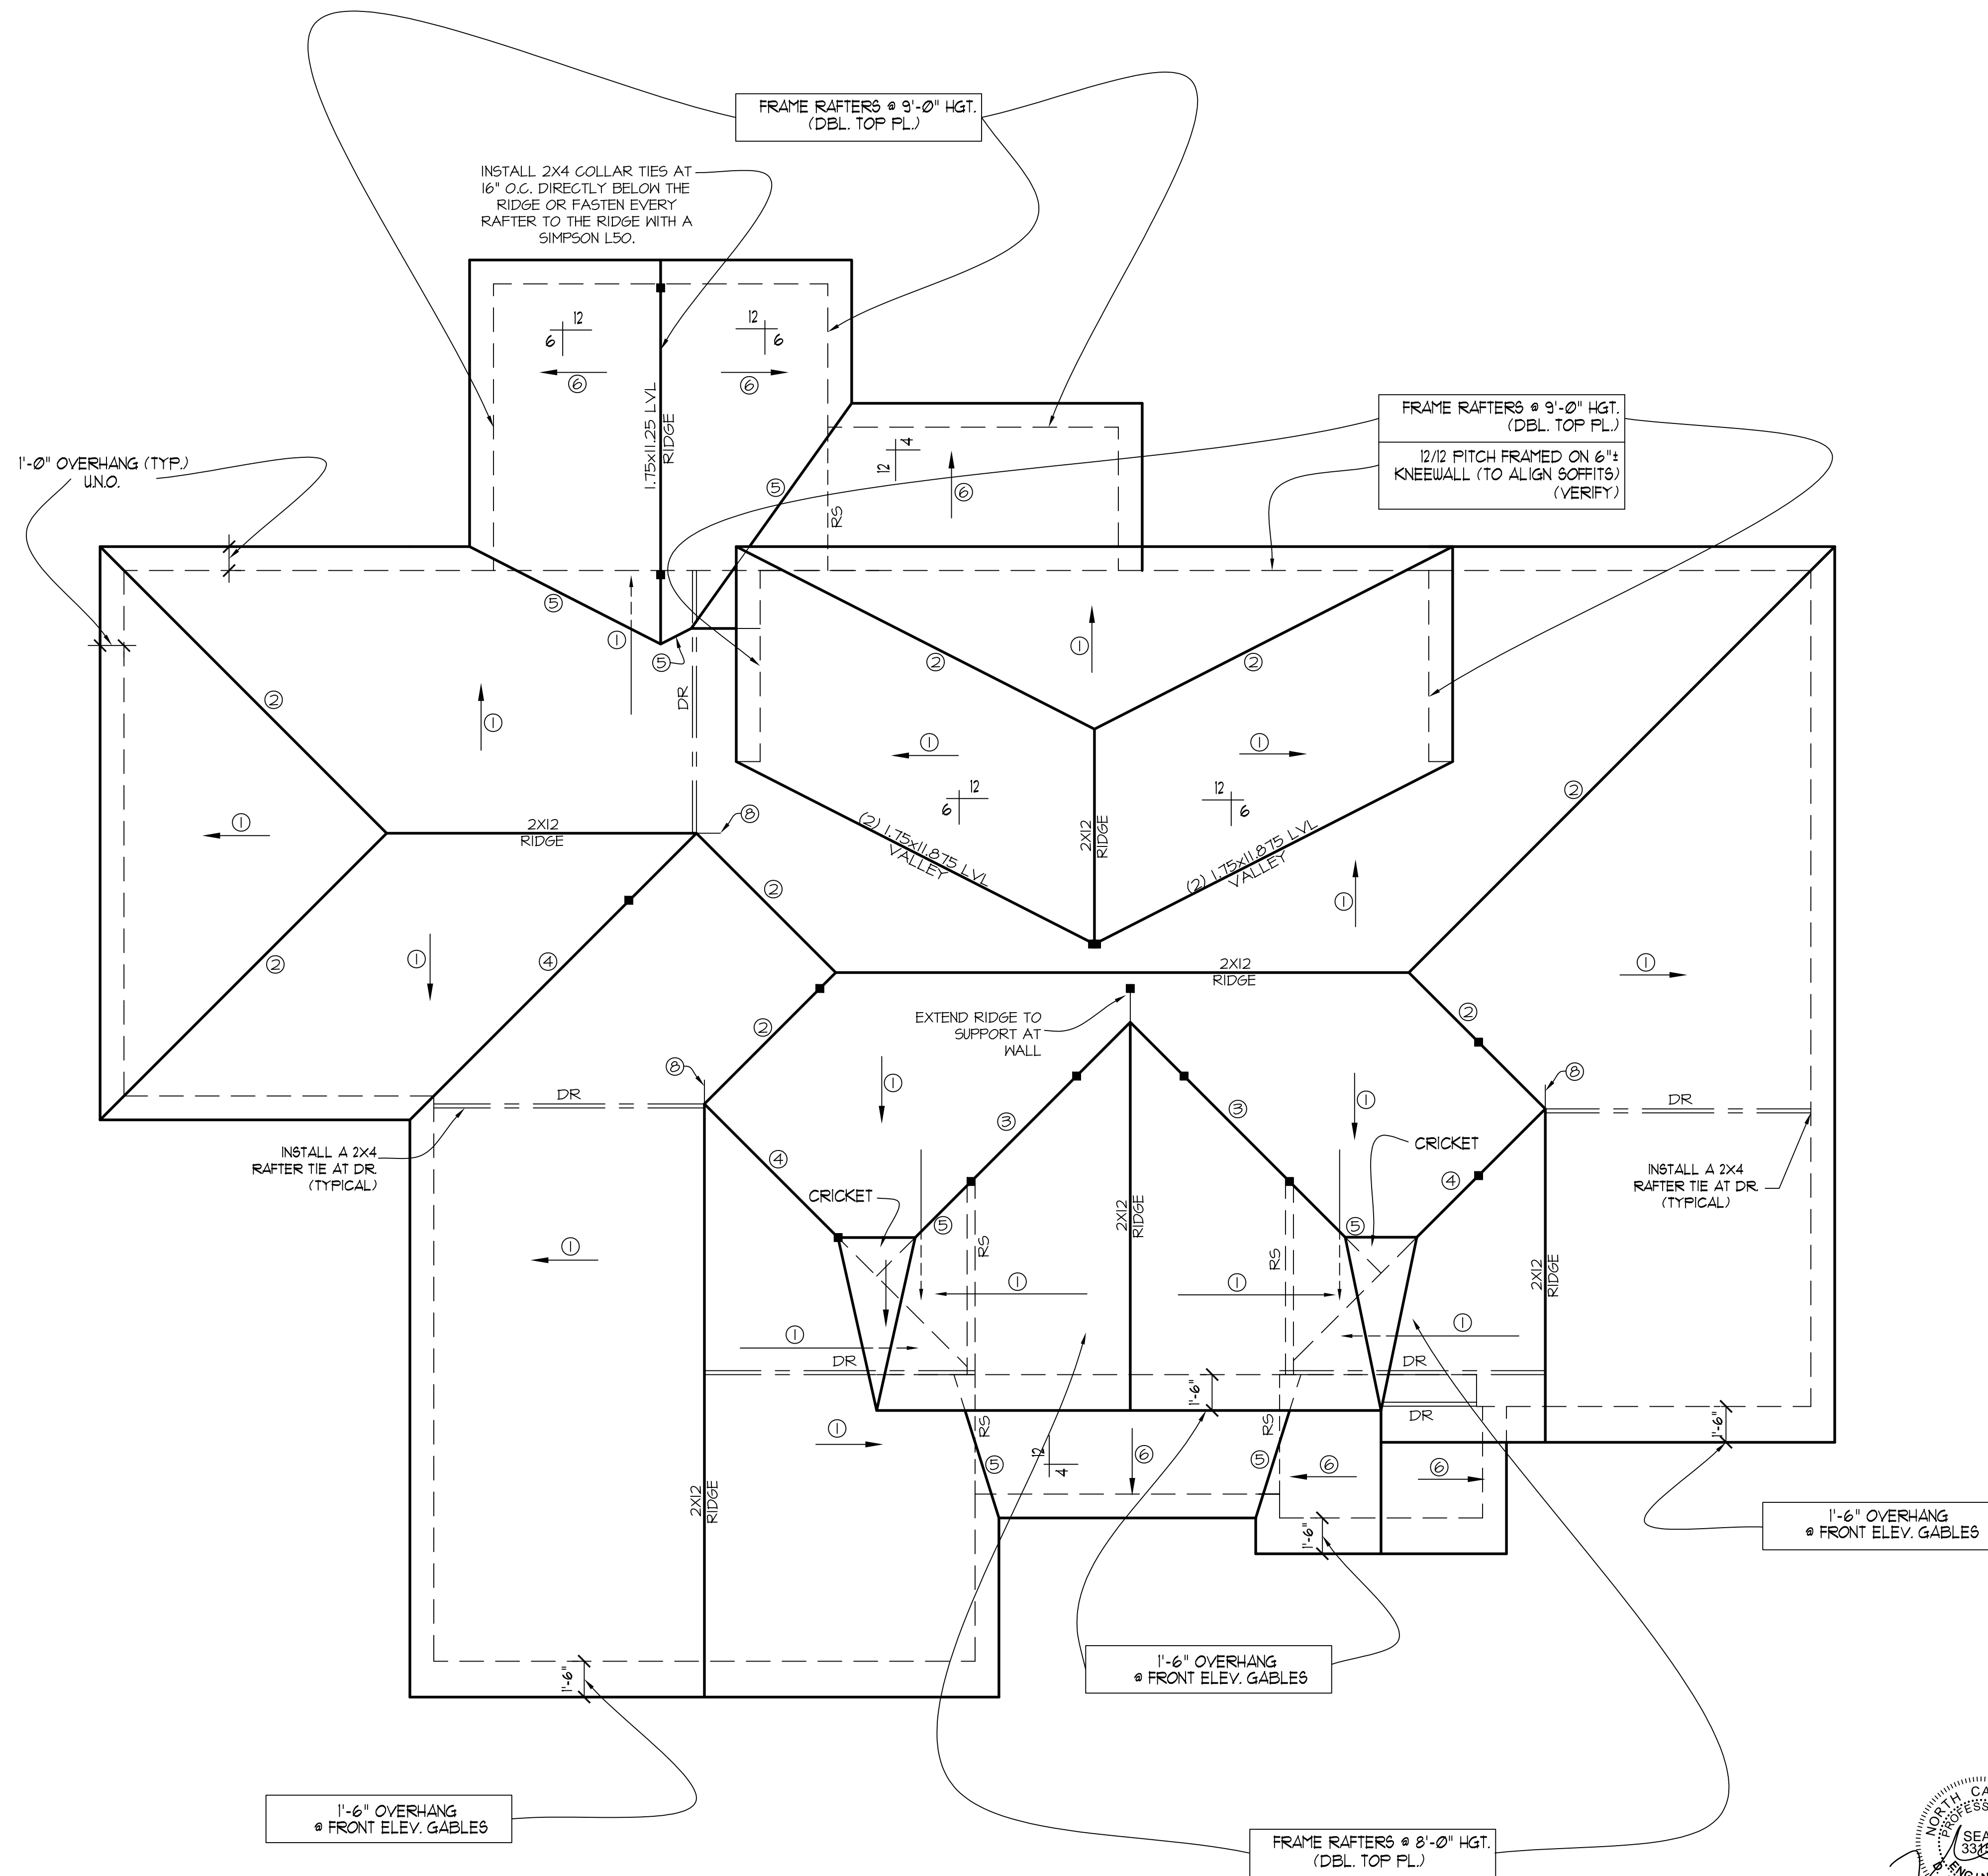 FRAME RAFTERS @ 9'-0" HGT.
(DBL. TOP PL.)
INSTALL 2X4 COLLAR TIES AT
16" O.C. DIRECTLY BELOW THE
RIDGE OR FASTEN EVERY
RAFTER TO THE RIDGE WITH A
SIMPSON L50.
12
6
12
6
6
6
1.75x11.25 LVL
RIDGE
FRAME RAFTERS @ 9'-0" HGT.
(DBL. TOP PL.)
12/12 PITCH FRAMED ON 6"±
KNEEWALL (TO ALIGN SOFFITS)
(VERIFY)
1'-0" OVERHANG (TYP.)
U.N.O.
4
12
5
6
RS
5
1
5
DR
1
2
2
2
1
1
1
12
6
12
6
2
1
8
2X12
RIDGE
(2) 1.75x11.875 LVL
VALLEY
2X12
RIDGE
(2) 1.75x11.875 LVL
VALLEY
2
1
2
1
4
2X12
RIDGE
1
2
2
EXTEND RIDGE TO
SUPPORT AT
WALL
8
1
1
8
DR
3
3
DR
INSTALL A 2X4
RAFTER TIE AT DR.
(TYPICAL)
4
CRICKET
CRICKET
4
INSTALL A 2X4
RAFTER TIE AT DR.
(TYPICAL)
5
5
2X12
RIDGE
RS
RS
1
1
1
2X12
RIDGE
1
1
DR
DR
1'-6"
DR
1'-6"
1
RS
RS
12
4
5
6
5
6
6
2X12
RIDGE
1'-6"
1'-6" OVERHANG
@ FRONT ELEV. GABLES
1'-6" OVERHANG
@ FRONT ELEV. GABLES
1'-6"
1'-6" OVERHANG
@ FRONT ELEV. GABLES
FRAME RAFTERS @ 8'-0" HGT.
(DBL. TOP PL.)
NORTH CA
PROFESS
SEA